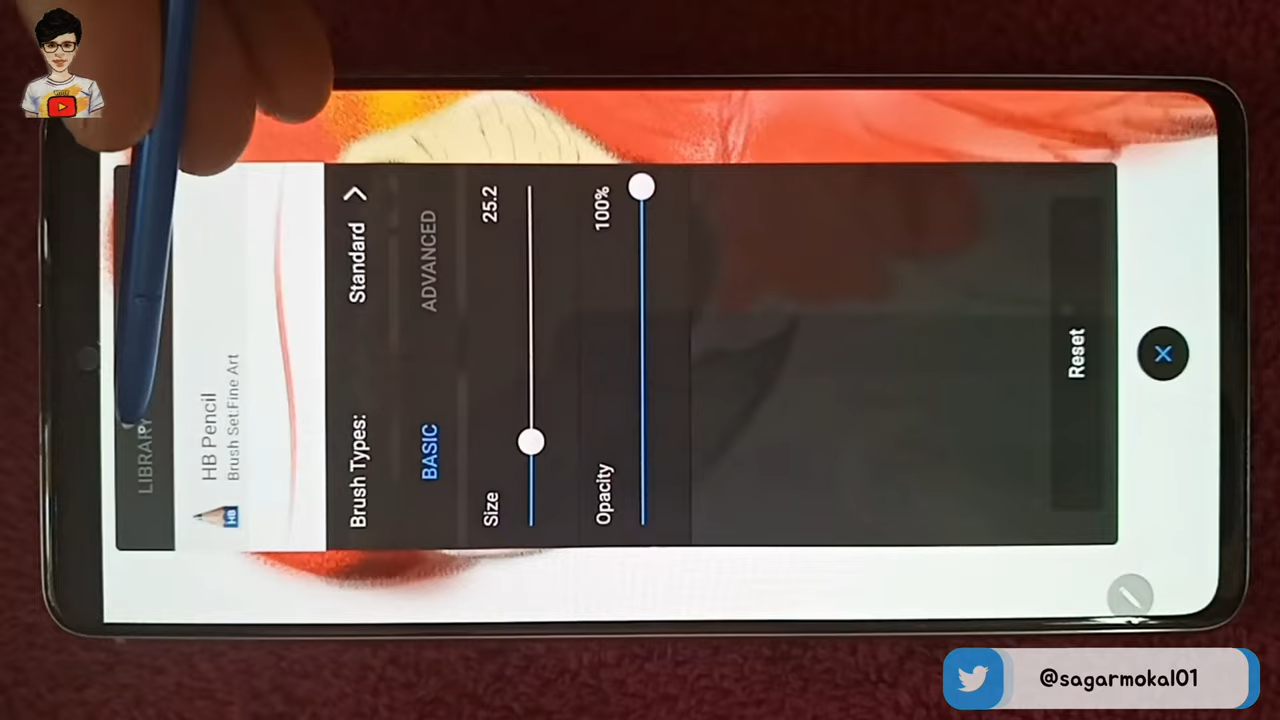 LIBRARY
HB Pencil
Brush Set:Fine Art
HB
Brush Types:
Standard
BASIC
ADVANCED
Size
25.2
Opacity
100%
Reset
@sagarmokal01